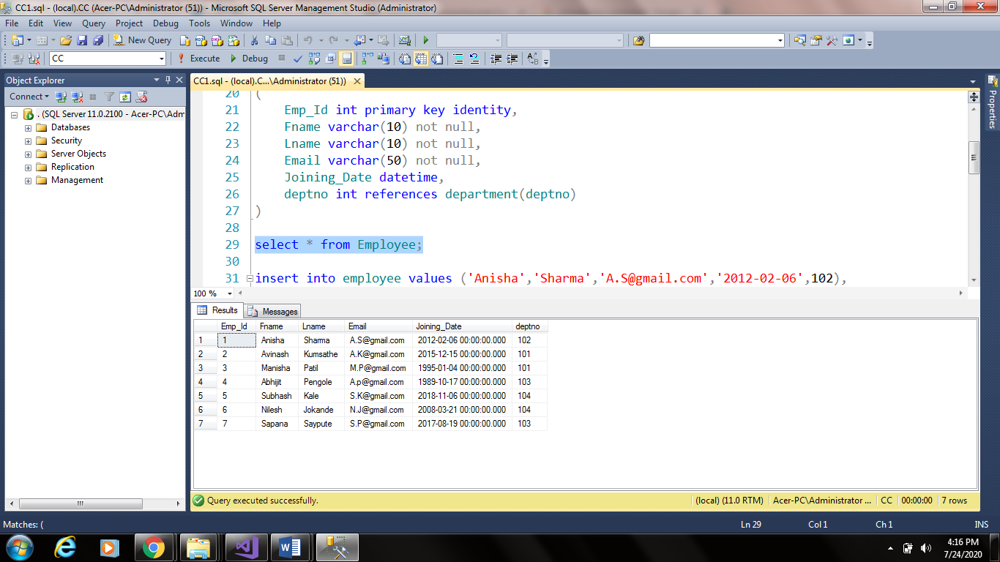 CC1.sql - (local).CC (Acer-PC\Administrator (51)) - Microsoft SQL Server Management Studio (Administrator)
File Edit View Query Project Debug Tools Window Help
New Query
CC Execute Debug
Object Explorer
Connect
. (SQL Server 11.0.2100 - Acer-PC\Adm
Databases
Security
Server Objects
Replication
Management
CC1.sql - (local).C...\Administrator (51))
20 (
21 Emp_Id int primary key identity,
22 Fname varchar(10) not null,
23 Lname varchar(10) not null,
24 Email varchar(50) not null,
25 Joining_Date datetime,
26 deptno int references department(deptno)
27 )
28
29 select * from Employee;
30
31 insert into employee values ('Anisha','Sharma','A.S@gmail.com','2012-02-06',102),
100 %
Results Messages
Emp_Id Fname Lname Email Joining_Date deptno
1 1 Anisha Sharma A.S@gmail.com 2012-02-06 00:00:00.000 102
2 2 Avinash Kumsathe A.K@gmail.com 2015-12-15 00:00:00.000 101
3 3 Manisha Patil M.P@gmail.com 1995-01-04 00:00:00.000 101
4 4 Abhijit Pengole A.p@gmail.com 1989-10-17 00:00:00.000 103
5 5 Subhash Kale S.K@gmail.com 2018-11-06 00:00:00.000 104
6 6 Nilesh Jokande N.J@gmail.com 2008-03-21 00:00:00.000 104
7 7 Sapana Saypute S.P@gmail.com 2017-08-19 00:00:00.000 103
Query executed successfully. (local) (11.0 RTM) Acer-PC\Administrator ... CC 00:00:00 7 rows
Properties
Matches: ( Ln 29 Col 1 Ch 1 INS
4:16 PM
7/24/2020